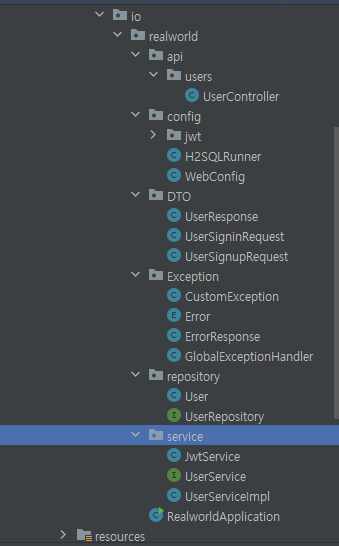 io
realworld
api
users
UserController
config
jwt
H2SQLRunner
WebConfig
DTO
UserResponse
UserSigninRequest
UserSignupRequest
Exception
CustomException
Error
ErrorResponse
GlobalExceptionHandler
repository
User
UserRepository
service
JwtService
UserService
UserServiceImpl
RealworldApplication
resources